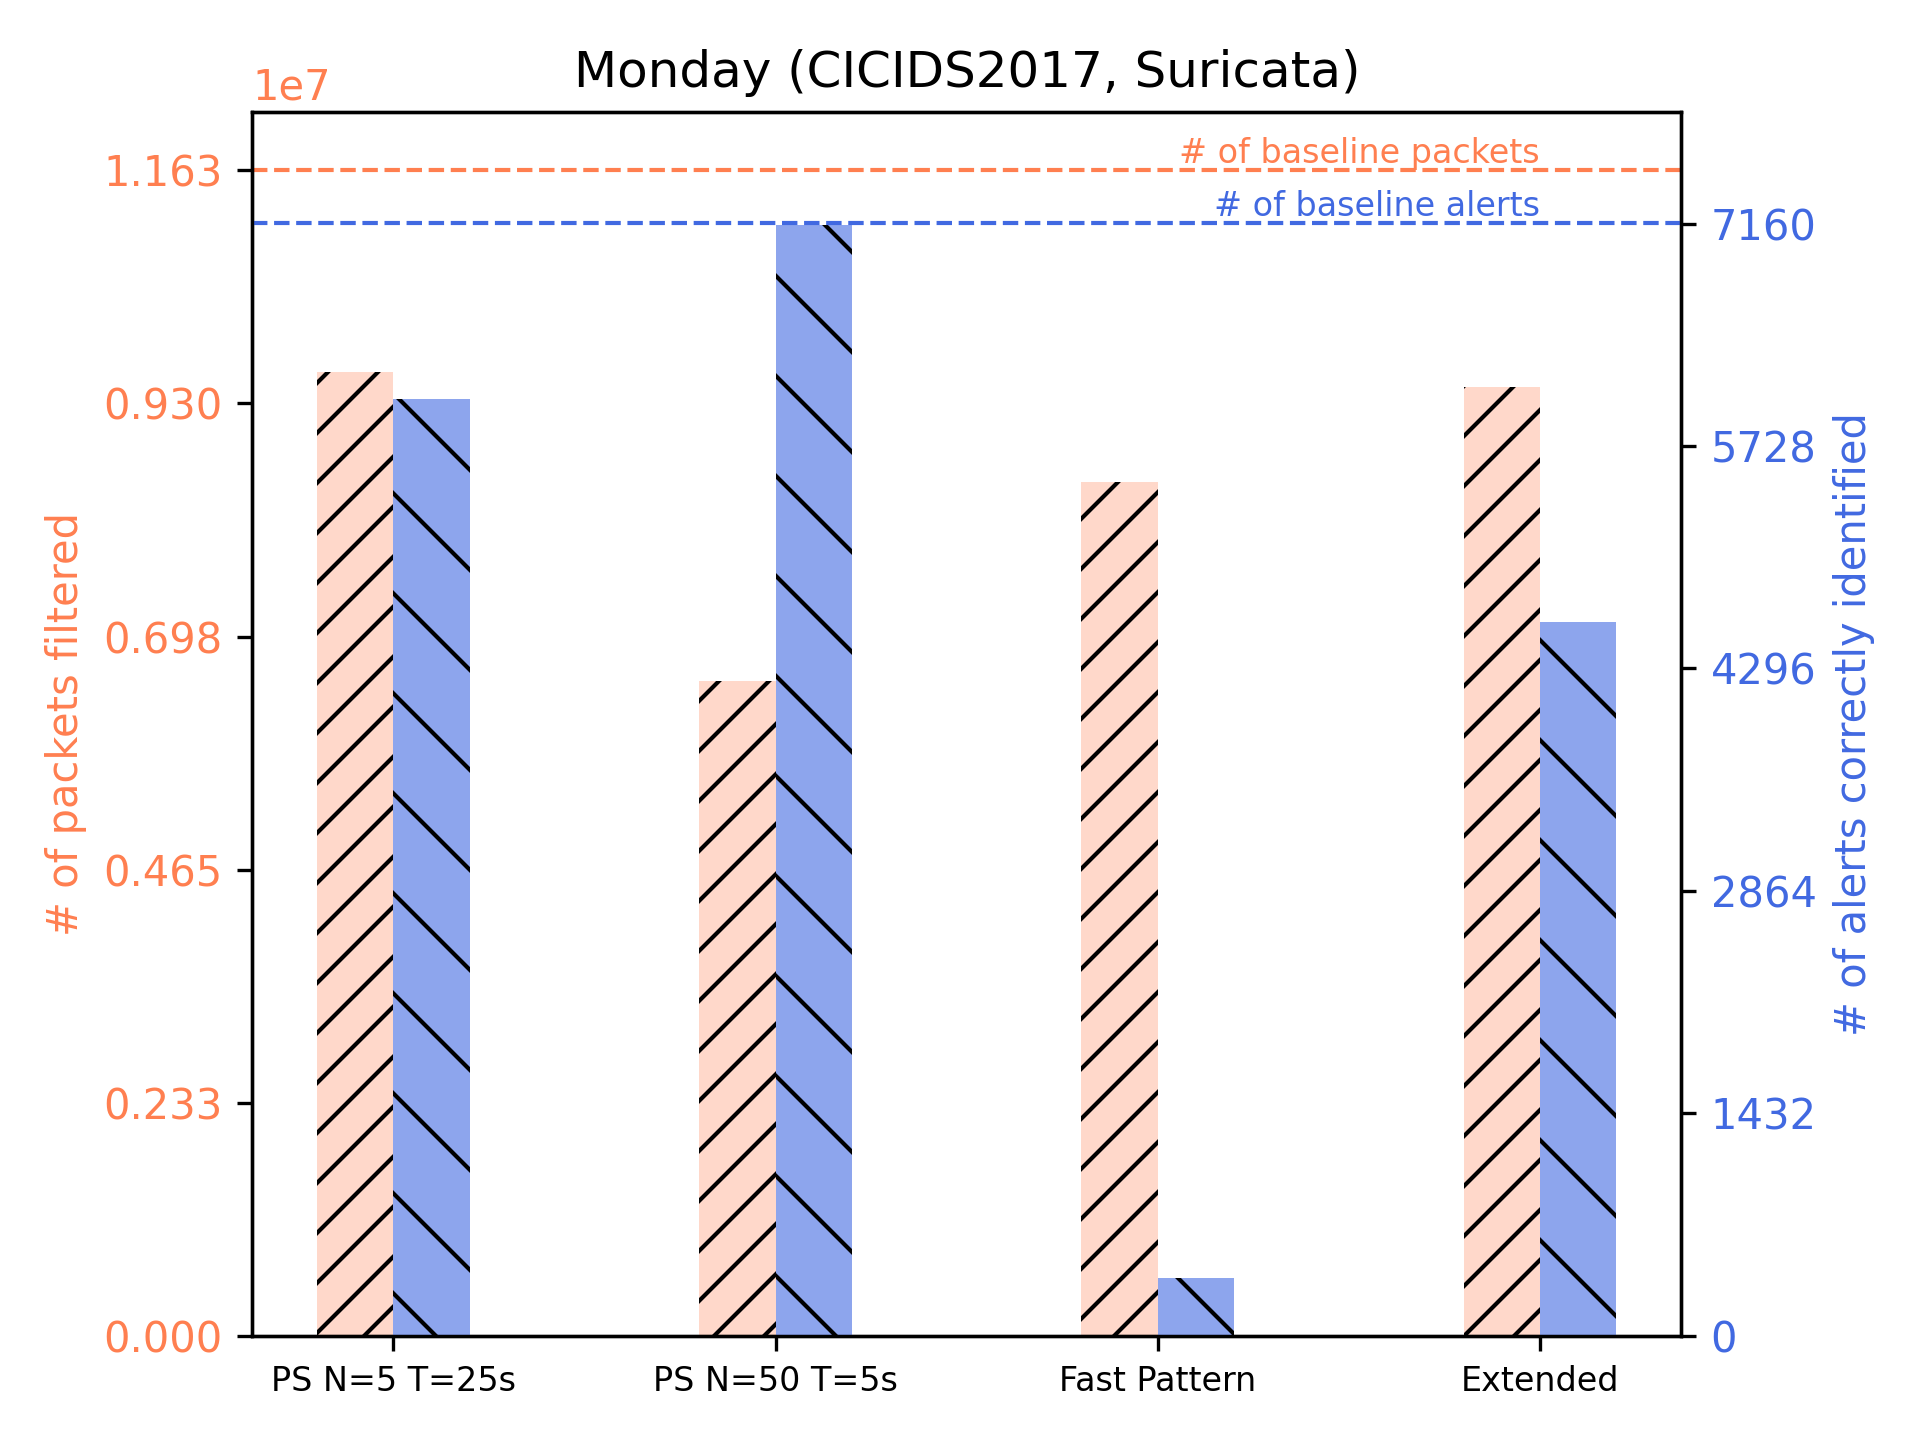 Monday (CICIDS2017, Suricata)
1e7
# of baseline packets
# of baseline alerts
# of packets filtered
1.163
0.930
0.698
0.465
0.233
0.000
7160
5728
4296
2864
1432
0
# of alerts correctly identified
PS N=5 T=25s
PS N=50 T=5s
Fast Pattern
Extended